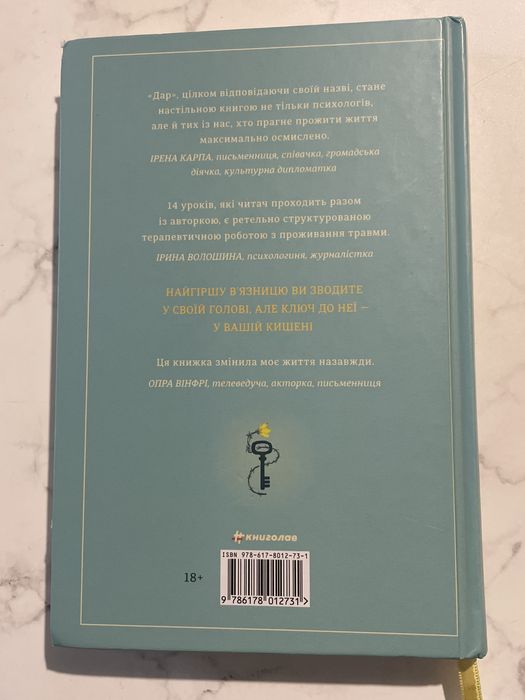 «Дар», цілком відповідаючи своїй назві, стане
настільною книгою не тільки психологів,
але й тих із нас, хто прагне прожити життя
максимально осмислено.
ІРЕНА КАРПА, письменниця, співачка, громадська
діячка, культурна дипломатка
14 уроків, які читач проходить разом
із авторкою, є ретельно структурованою
терапевтичною роботою з проживання травми.
ІРИНА ВОЛОШИНА, психологиня, журналістка
НАЙГІРШУ В'ЯЗНИЦЮ ВИ ЗВОДИТЕ
У СВОЇЙ ГОЛОВІ, АЛЕ КЛЮЧ ДО НЕЇ —
У ВАШІЙ КИШЕНІ
Ця книжка змінила моє життя назавжди.
ОПРА ВІНФРІ, телеведуча, акторка, письменниця
#книголав
ISBN 978-617-8012-73-1
18+
9 786178 012731